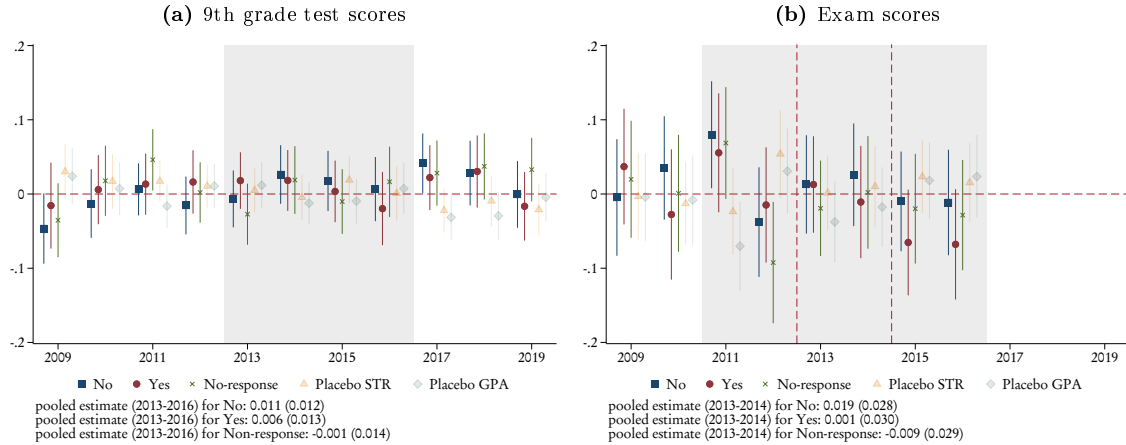 (a) 9th grade test scores
.2
.1
0
-.1
-.2
2009 2011 2013 2015 2017 2019
No Yes No-response Placebo STR Placebo GPA
pooled estimate (2013-2016) for No: 0.011 (0.012)
pooled estimate (2013-2016) for Yes: 0.006 (0.013)
pooled estimate (2013-2016) for Non-response: -0.001 (0.014)
(b) Exam scores
.2
.1
0
-.1
-.2
2009 2011 2013 2015 2017 2019
No Yes No-response Placebo STR Placebo GPA
pooled estimate (2013-2014) for No: 0.019 (0.028)
pooled estimate (2013-2014) for Yes: 0.001 (0.030)
pooled estimate (2013-2014) for Non-response: -0.009 (0.029)